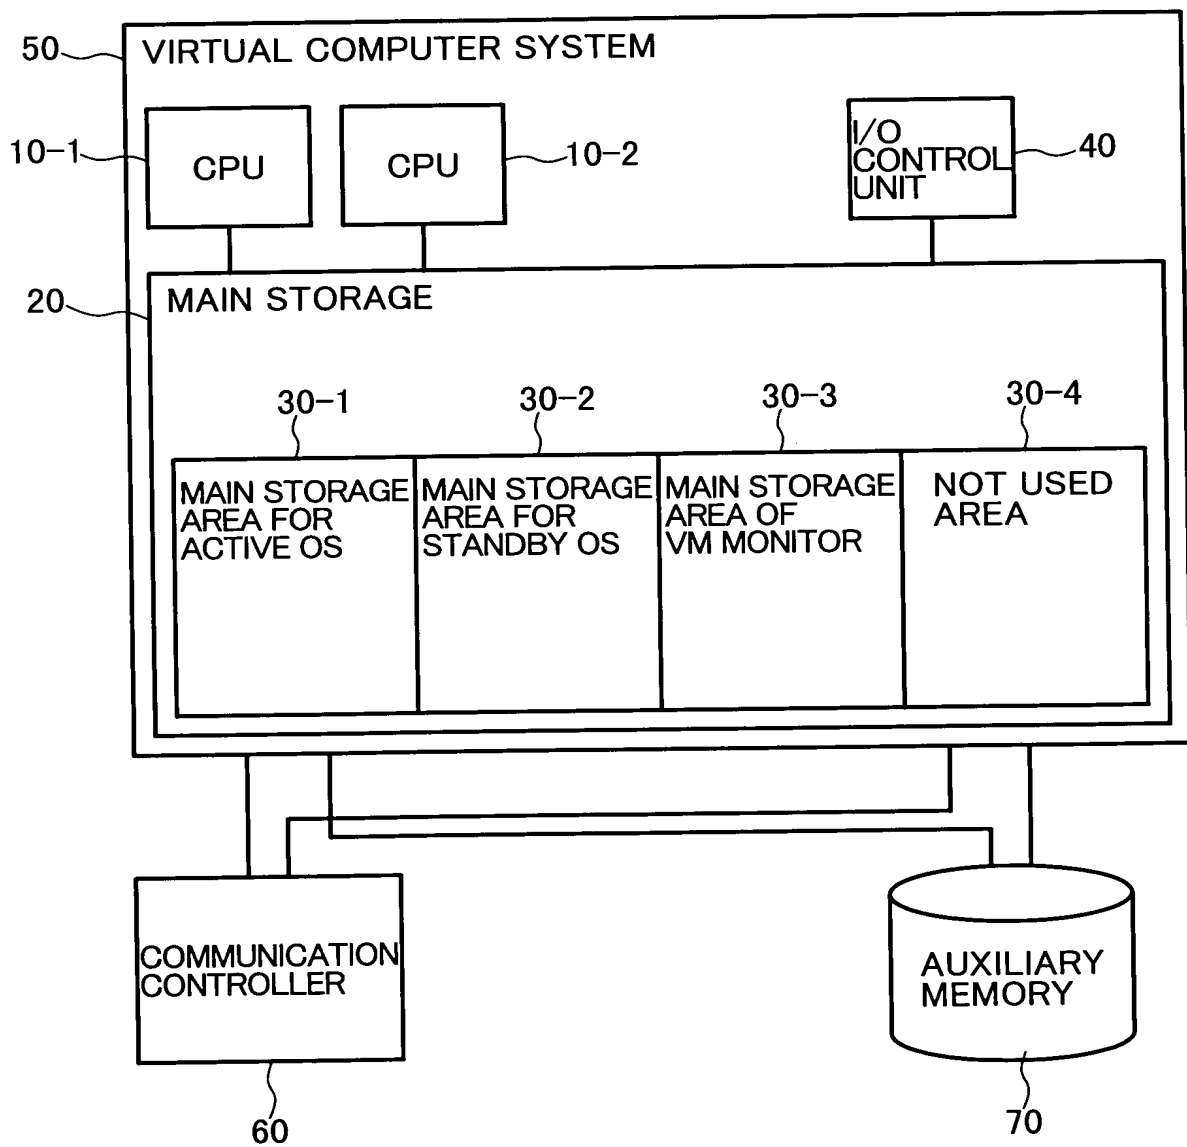 50
VIRTUAL COMPUTER SYSTEM
10-1
CPU
CPU
10-2
I/O
CONTROL
UNIT
40
20
MAIN STORAGE
30-1
30-2
30-3
30-4
MAIN STORAGE
AREA FOR
ACTIVE OS
MAIN STORAGE
AREA FOR
STANDBY OS
MAIN STORAGE
AREA OF
VM MONITOR
NOT USED
AREA
COMMUNICATION
CONTROLLER
AUXILIARY
MEMORY
60
70